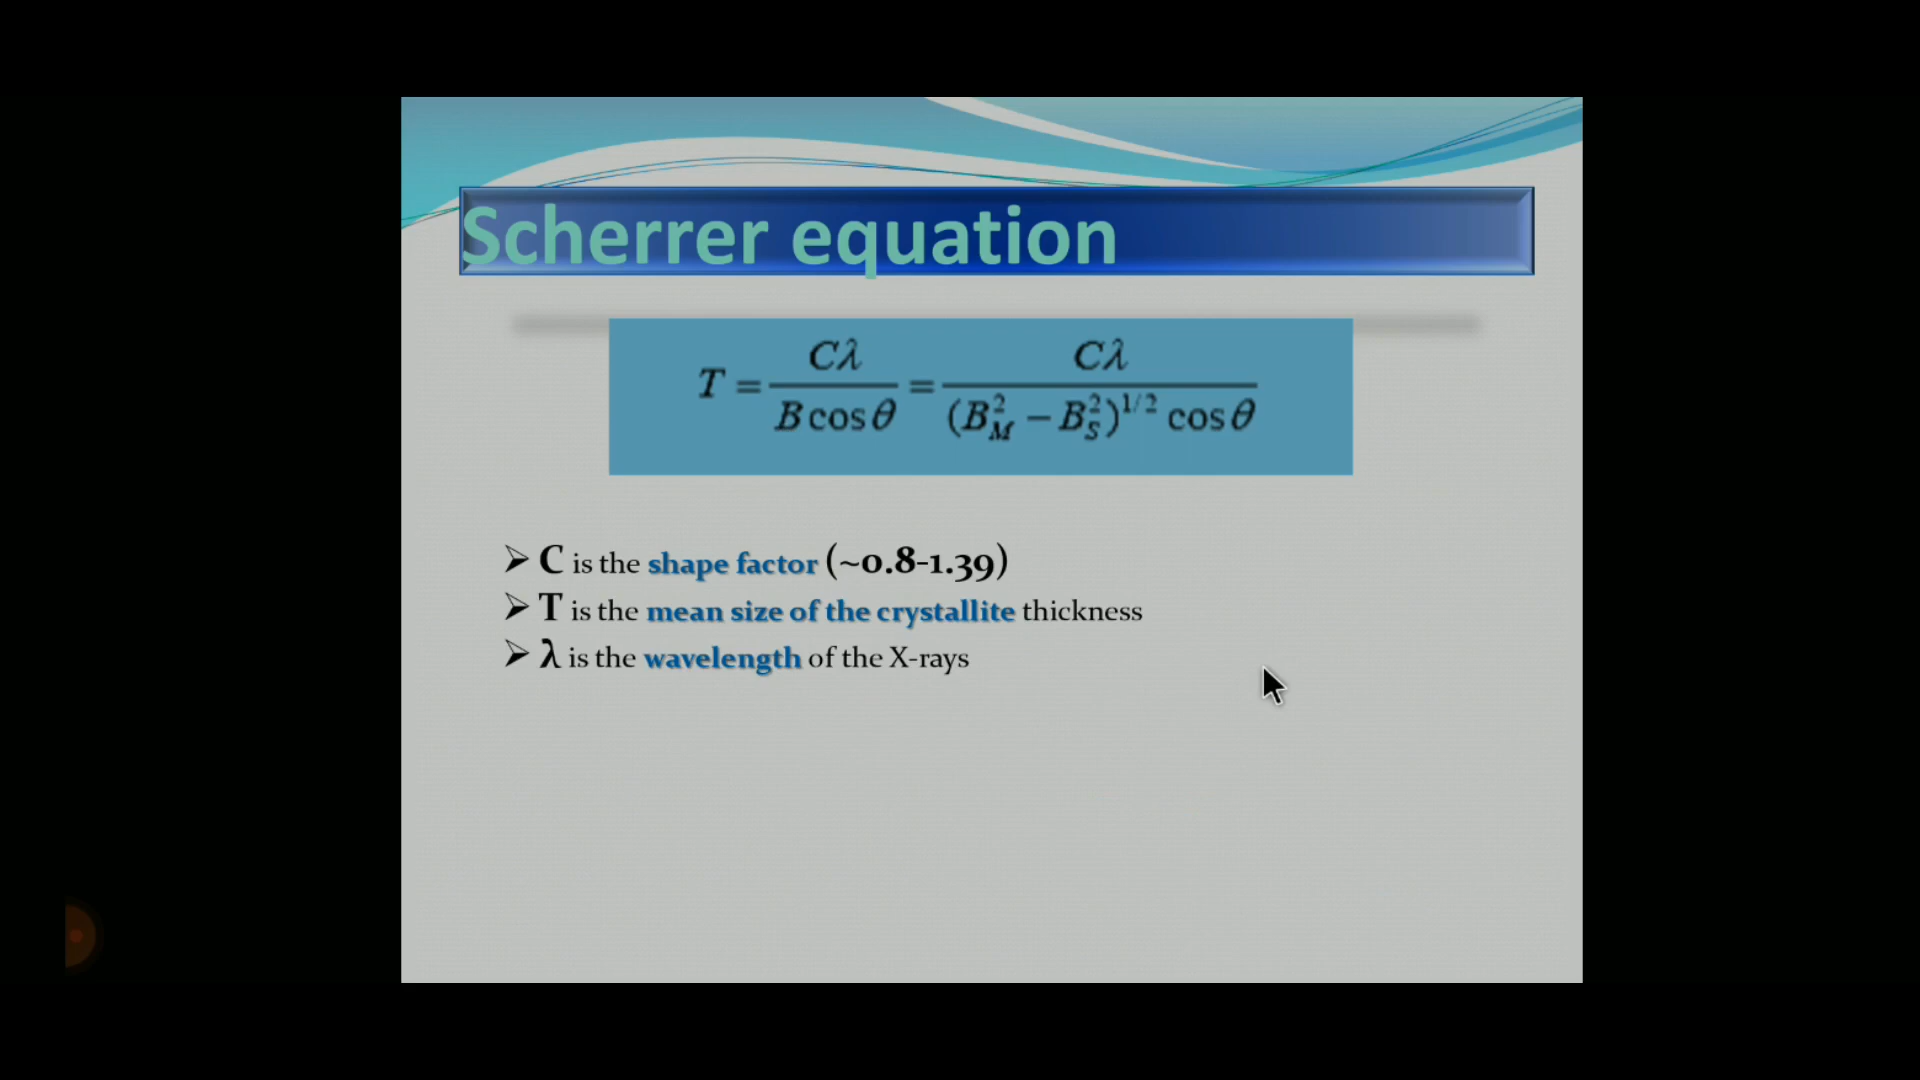 Scherrer equation
T = Cλ / (B cos θ) = Cλ / ((B_M^2 − B_S^2)^{1/2} cos θ)
➢ C is the shape factor (~0.8-1.39)
➢ T is the mean size of the crystallite thickness
➢ λ is the wavelength of the X-rays